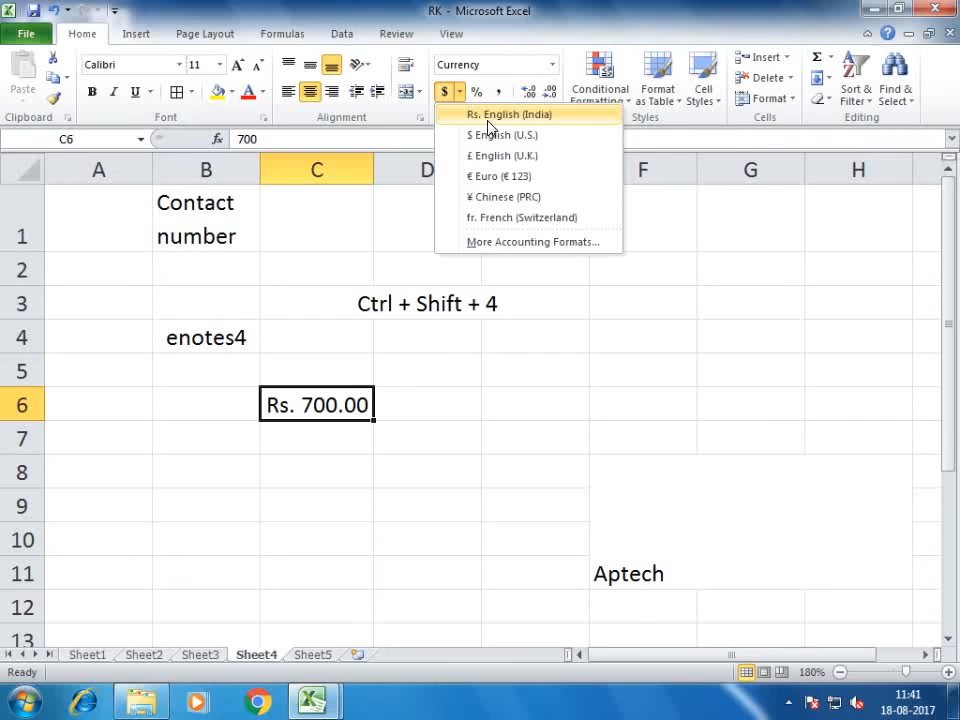 RK - Microsoft Excel
File Home Insert Page Layout Formulas Data Review View
Paste
Clipboard
Calibri 11
B I U
Font
Alignment
Currency
$ % ,
Conditional Formatting
Format as Table
Cell Styles
Styles
Insert
Delete
Format
Cells
Sort & Filter
Find & Select
Editing
Rs. English (India)
$ English (U.S.)
£ English (U.K.)
€ Euro (€ 123)
¥ Chinese (PRC)
fr. French (Switzerland)
More Accounting Formats...
C6 fx 700
A B C D F G H
1 Contact number
2
3 Ctrl + Shift + 4
4 enotes4
5
6 Rs. 700.00
7
8
9
10
11 Aptech
12
13
Sheet1 Sheet2 Sheet3 Sheet4 Sheet5
Ready 180%
11:41
18-08-2017